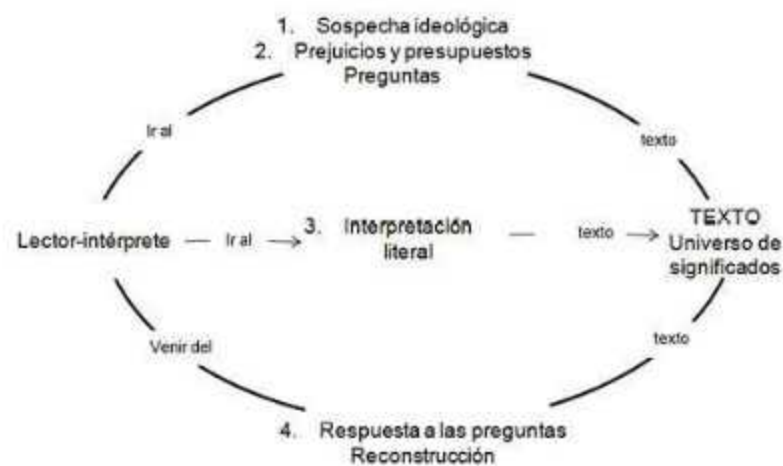 1. Sospecha ideológica
2. Prejuicios y presupuestos
Preguntas
Ir al
texto
Lector-intérprete
Ir al
3. Interpretación
literal
texto
TEXTO
Universo de
significados
Venir del
texto
4. Respuesta a las preguntas
Reconstrucción